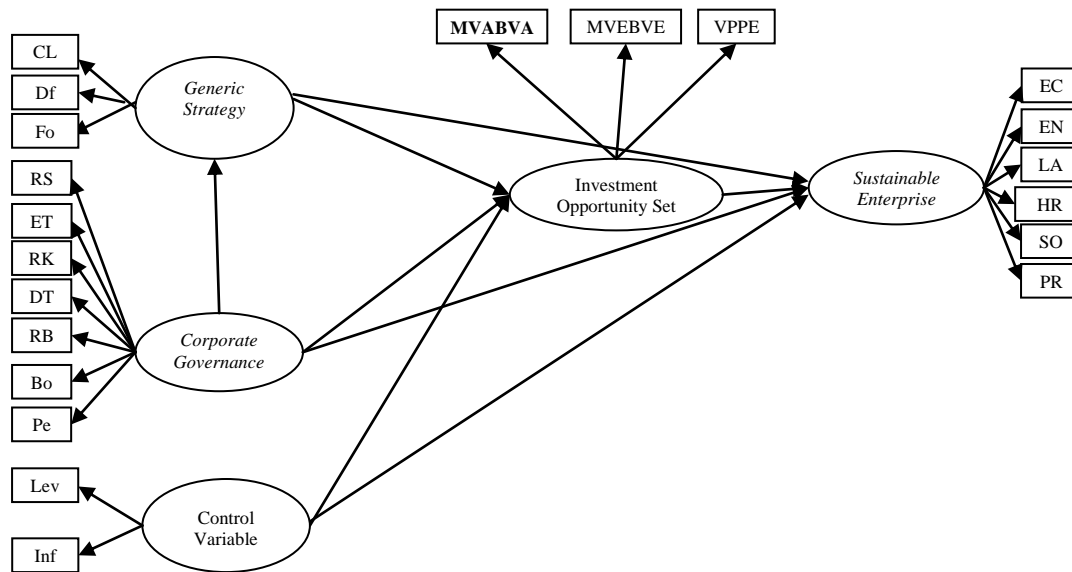 MVABVA
MVEBVE
VPPE
CL
Df
Fo
Generic
Strategy
RS
ET
RK
DT
RB
Bo
Pe
Corporate
Governance
Investment
Opportunity Set
Sustainable
Enterprise
EC
EN
LA
HR
SO
PR
Lev
Inf
Control
Variable